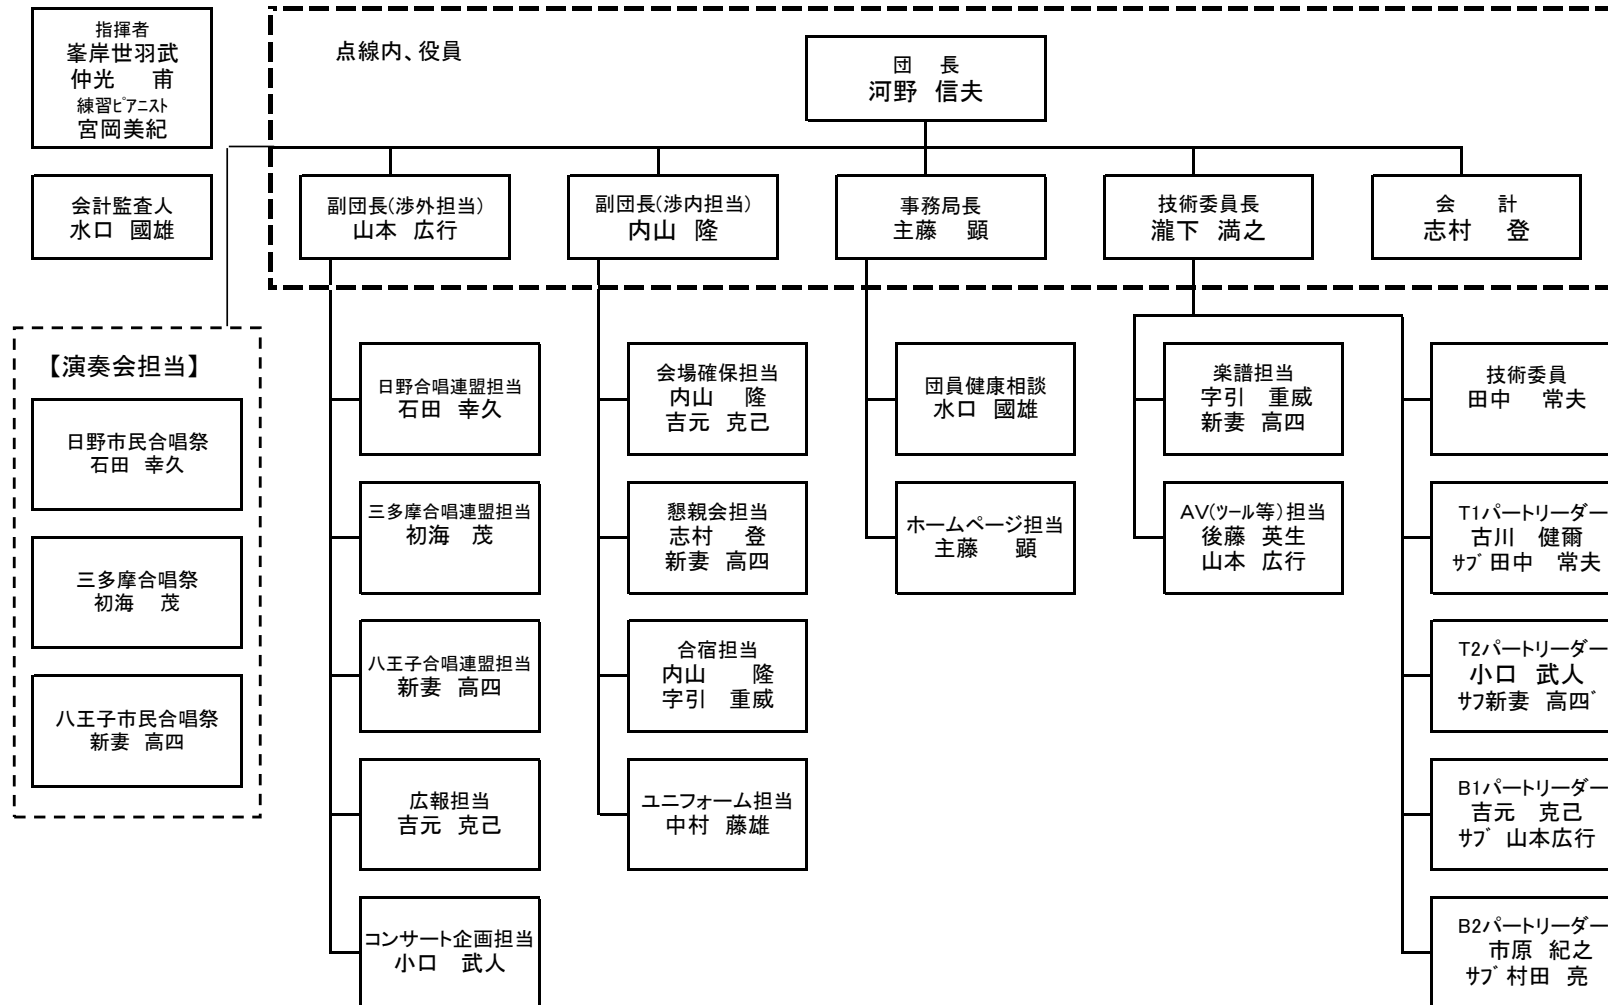 指揮者
峯岸世羽武
仲光　甫
練習ﾋﾟｱﾆｽﾄ
宮岡美紀
会計監査人
水口 國雄
点線内、役員
団　長
河野 信夫
副団長(渉外担当)
山本 広行
副団長(渉内担当)
内山 隆
事務局長
主藤　顕
技術委員長
瀧下 満之
会　計
志村　登
【演奏会担当】
日野市民合唱祭
石田 幸久
三多摩合唱祭
初海　茂
八王子市民合唱祭
新妻 高四
日野合唱連盟担当
石田 幸久
三多摩合唱連盟担当
初海　茂
八王子合唱連盟担当
新妻 高四
広報担当
吉元 克己
コンサート企画担当
小口　武人
会場確保担当
内山　隆
吉元 克己
懇親会担当
志村　登
新妻 高四
合宿担当
内山　隆
字引　重威
ユニフォーム担当
中村 藤雄
団員健康相談
水口 國雄
ホームページ担当
主藤　顕
楽譜担当
字引　重威
新妻 高四
AV(ﾂｰﾙ等)担当
後藤 英生
山本 広行
技術委員
田中　常夫
T1パートリーダー
古川　健爾
ｻﾌﾞ 田中　常夫
T2パートリーダー
小口　武人
ｻﾌ新妻 高四ﾞ
B1パートリーダー
吉元　克己
ｻﾌﾞ 山本広行
B2パートリーダー
市原 紀之
ｻﾌﾞ 村田 亮